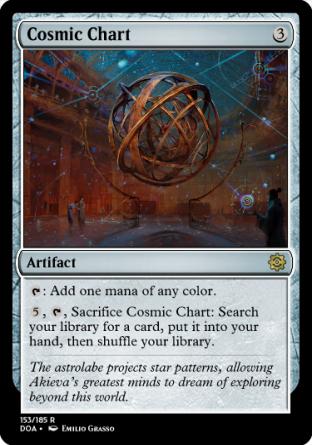 Cosmic Chart 3
Artifact
: Add one mana of any color.
5, , Sacrifice Cosmic Chart: Search
your library for a card, put it into your
hand, then shuffle your library.
The astrolabe projects star patterns, allowing
Akieva's greatest minds to dream of exploring
beyond this world.
153/185 R
DOA • Emilio Grasso